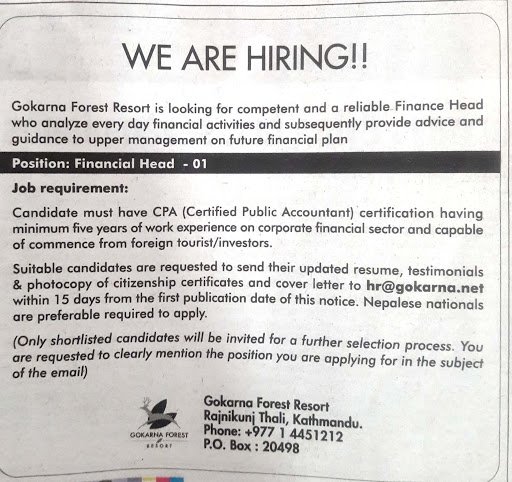 WE ARE HIRING!!
Gokarna Forest Resort is looking for competent and a reliable Finance Head
who analyze every day financial activities and subsequently provide advice and
guidance to upper management on future financial plan
Position: Financial Head - 01
Job requirement:
Candidate must have CPA (Certified Public Accountant) certification having
minimum five years of work experience on corporate financial sector and capable
of commence from foreign tourist/investors.
Suitable candidates are requested to send their updated resume, testimonials
& photocopy of citizenship certificates and cover letter to hr@gokarna.net
within 15 days from the first publication date of this notice. Nepalese nationals
are preferable required to apply.
(Only shortlisted candidates will be invited for a further selection process. You
are requested to clearly mention the position you are applying for in the subject
of the email)
GOKARNA FOREST
RESORT
Gokarna Forest Resort
Rajnikunj Thali, Kathmandu.
Phone: +977 1 4451212
P.O. Box : 20498